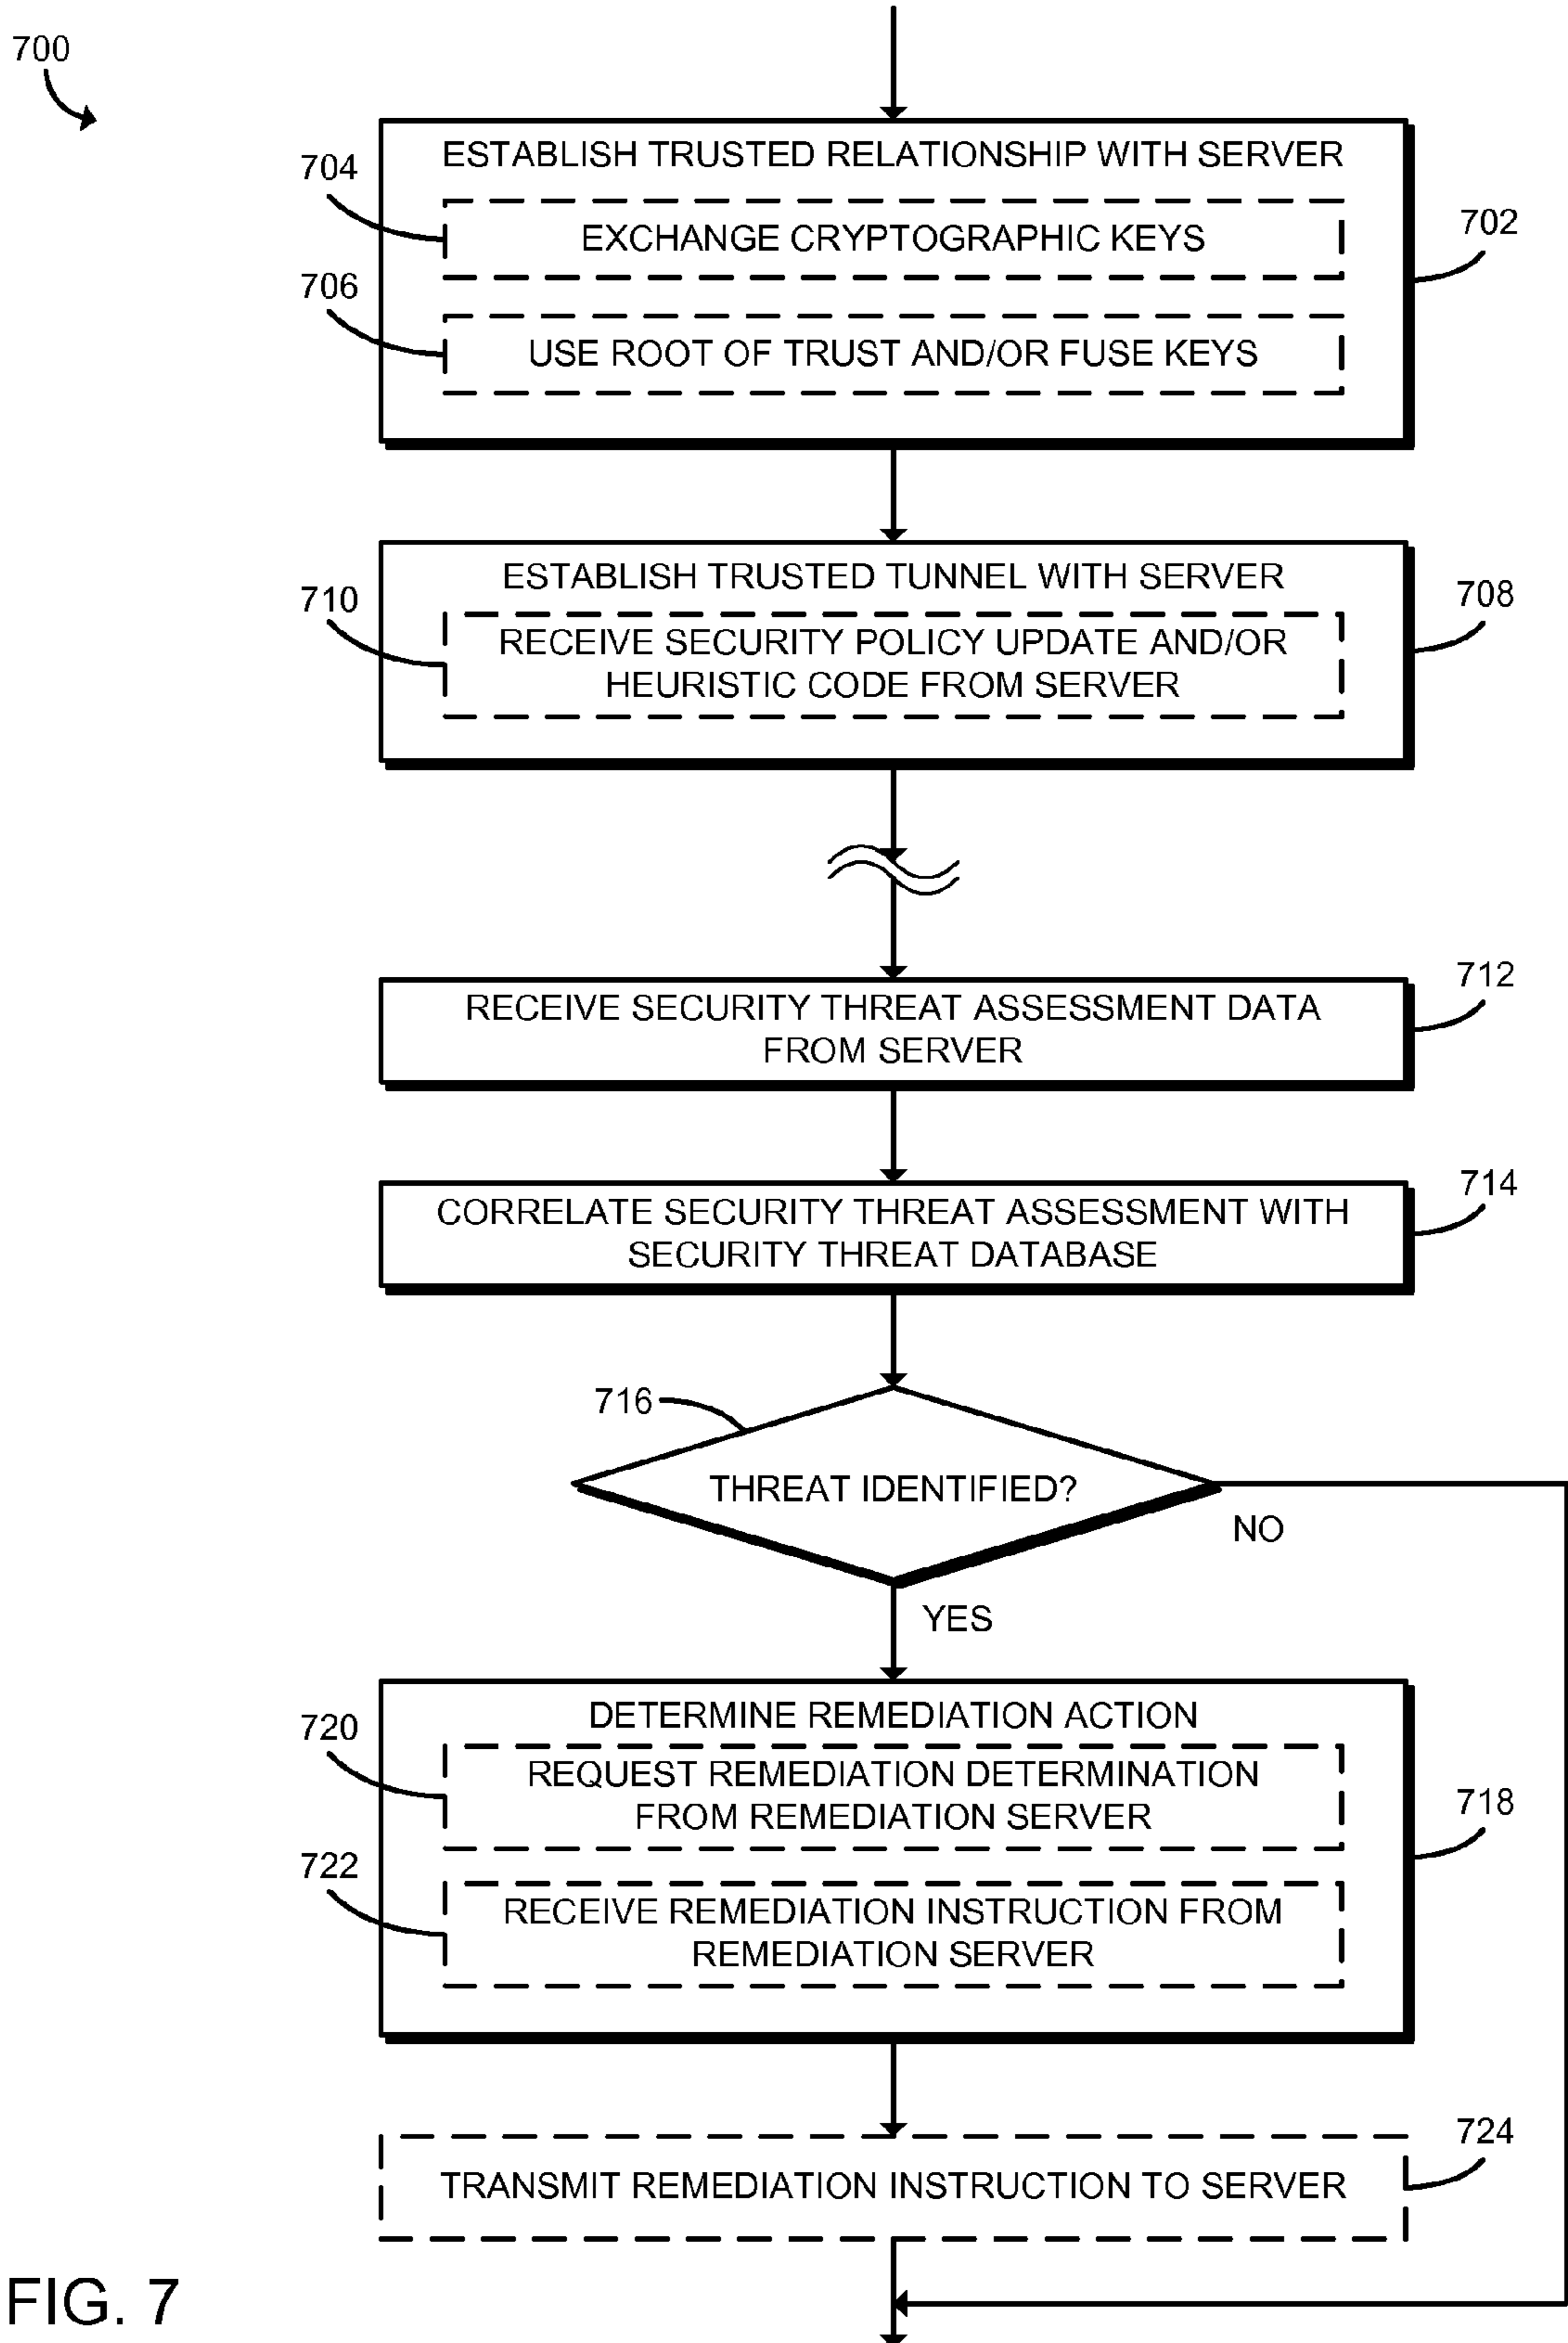 700
ESTABLISH TRUSTED RELATIONSHIP WITH SERVER
704
EXCHANGE CRYPTOGRAPHIC KEYS
702
706
USE ROOT OF TRUST AND/OR FUSE KEYS
ESTABLISH TRUSTED TUNNEL WITH SERVER
710
708
RECEIVE SECURITY POLICY UPDATE AND/OR
HEURISTIC CODE FROM SERVER
712
RECEIVE SECURITY THREAT ASSESSMENT DATA
FROM SERVER
714
CORRELATE SECURITY THREAT ASSESSMENT WITH
SECURITY THREAT DATABASE
716
THREAT IDENTIFIED?
NO
YES
DETERMINE REMEDIATION ACTION
720
REQUEST REMEDIATION DETERMINATION
FROM REMEDIATION SERVER
718
722
RECEIVE REMEDIATION INSTRUCTION FROM
REMEDIATION SERVER
724
TRANSMIT REMEDIATION INSTRUCTION TO SERVER
FIG. 7